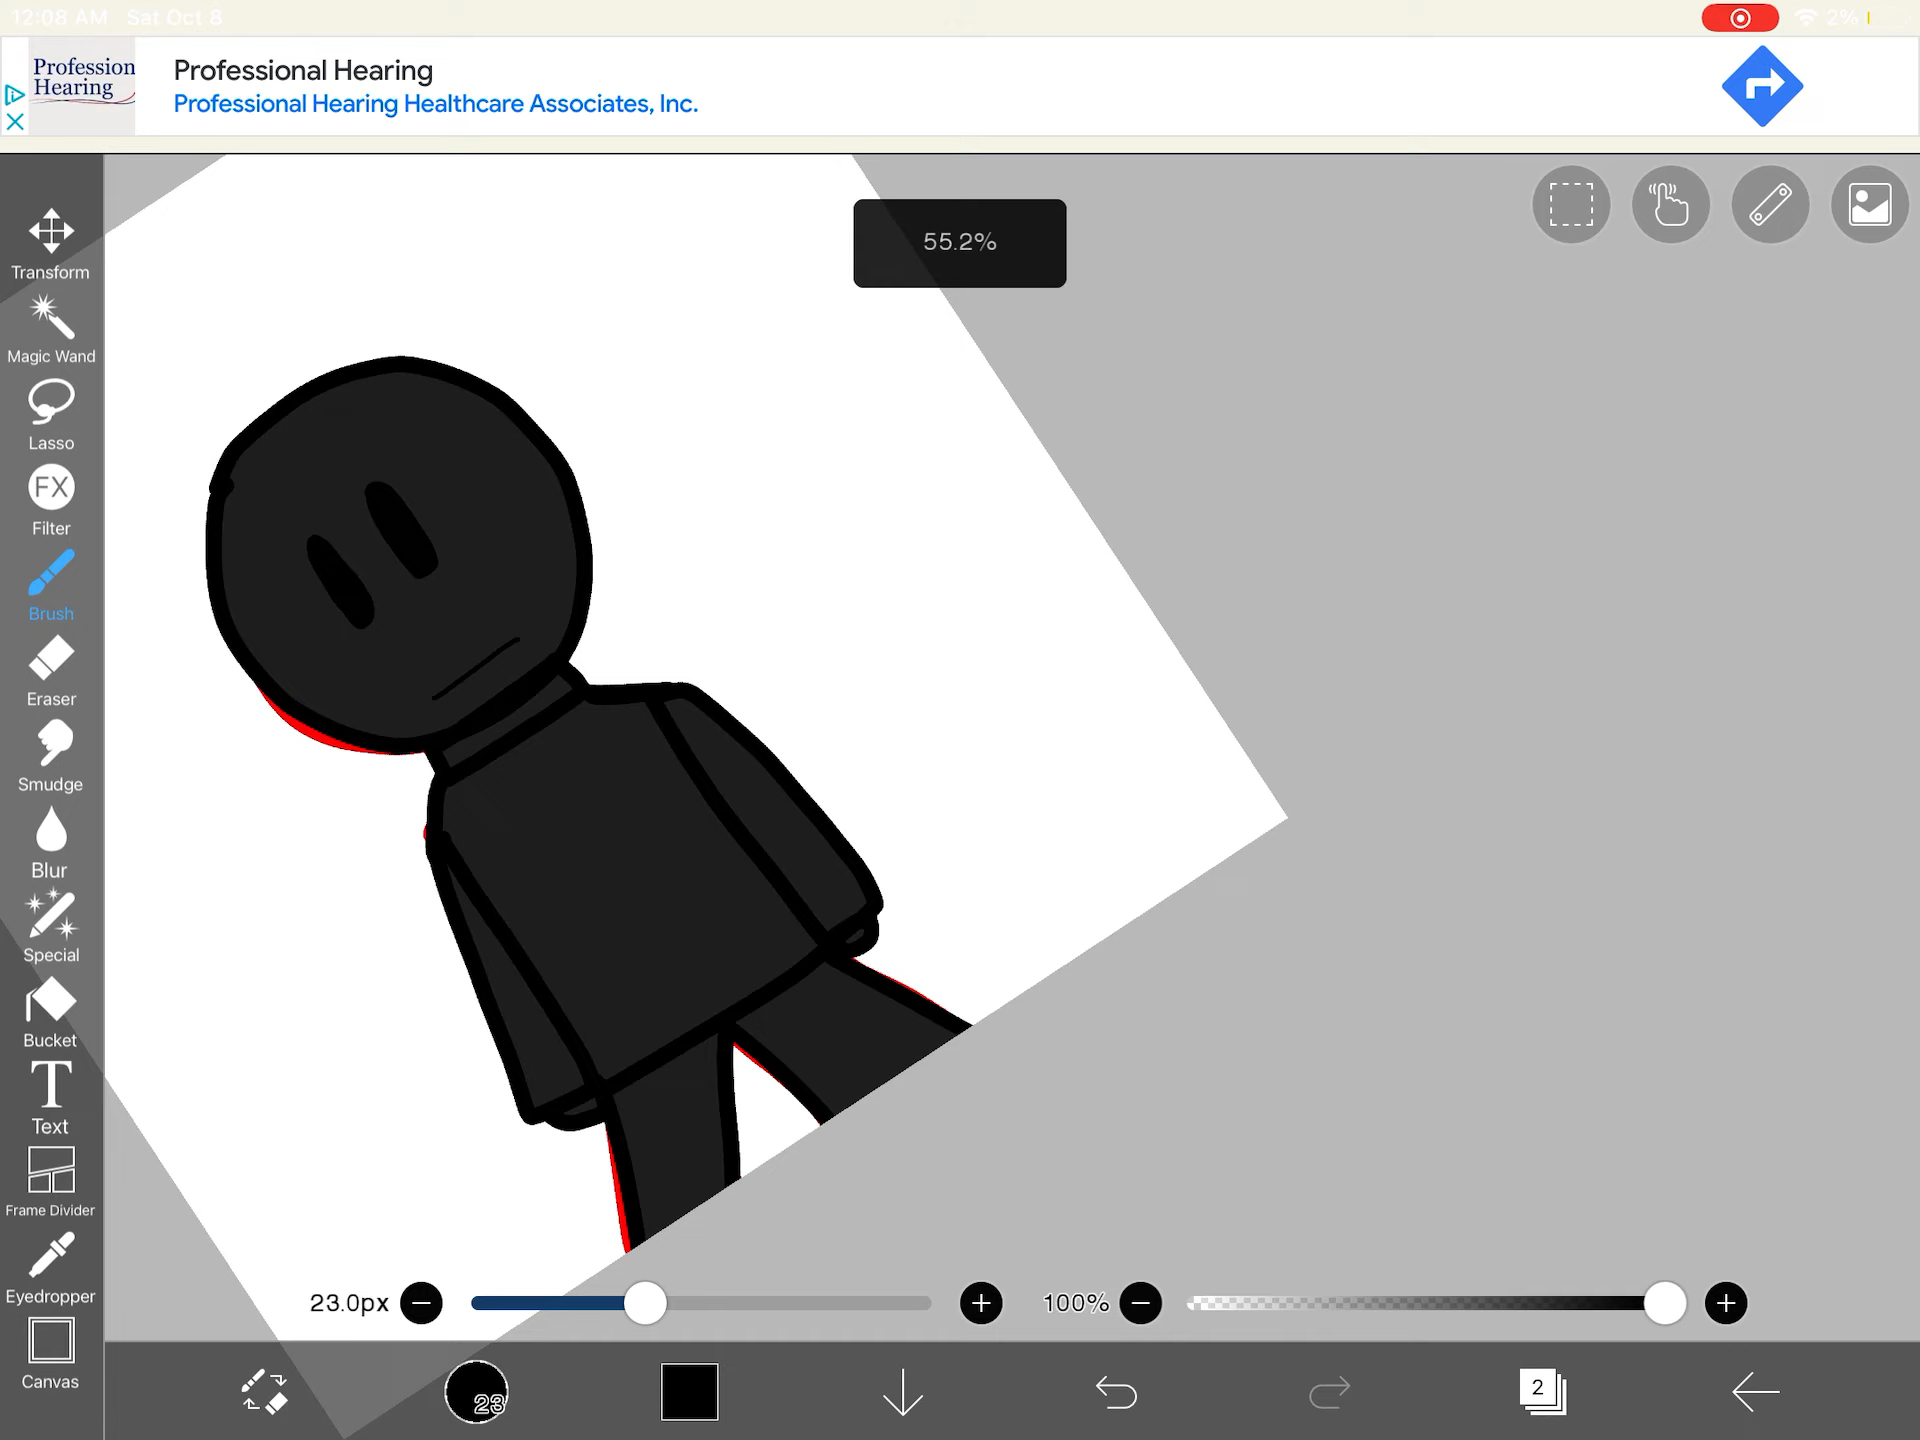 12:08 AM Sat Oct 8
2%
Profession
Hearing
Professional Hearing
Professional Hearing Healthcare Associates, Inc.
55.2%
Transform
Magic Wand
Lasso
FX
Filter
Brush
Eraser
Smudge
Blur
Special
Bucket
T
Text
Frame Divider
Eyedropper
Canvas
23.0px
100%
23
2